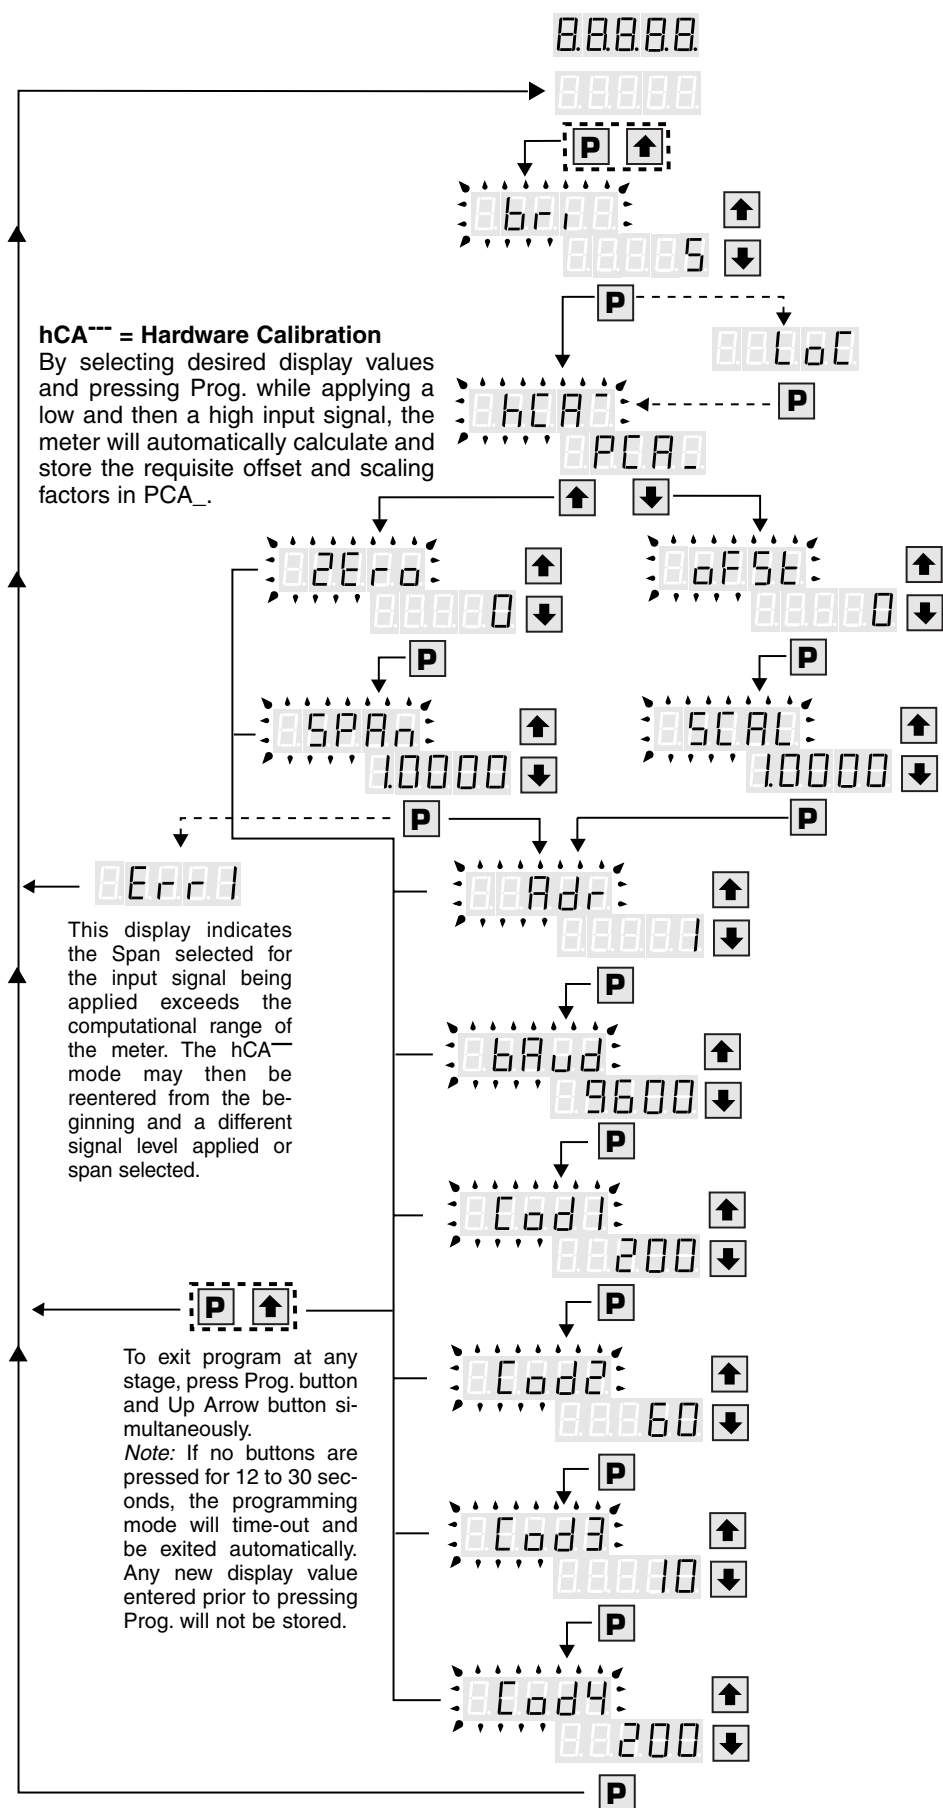 8.8.8.8.8.
8.8.8.8.8.
P
bri
5
P
hCA‾‾‾ = Hardware Calibration
By selecting desired display values
and pressing Prog. while applying a
low and then a high input signal, the
meter will automatically calculate and
store the requisite offset and scaling
factors in PCA_.
LoC
hCA‾
P
PCA_
ZEro
0
oFSt
0
P
P
SPAn
1.0000
SCAL
1.0000
P
P
Err1
This display indicates
the Span selected for
the input signal being
applied exceeds the
computational range of
the meter. The hCA‾‾
mode may then be
reentered from the be-
ginning and a different
signal level applied or
span selected.
Adr
1
P
bAud
9600
P
Cod1
200
P
P
To exit program at any
stage, press Prog. button
and Up Arrow button si-
multaneously.
Note: If no buttons are
pressed for 12 to 30 sec-
onds, the programming
mode will time-out and
be exited automatically.
Any new display value
entered prior to pressing
Prog. will not be stored.
Cod2
60
P
Cod3
10
P
Cod4
200
P